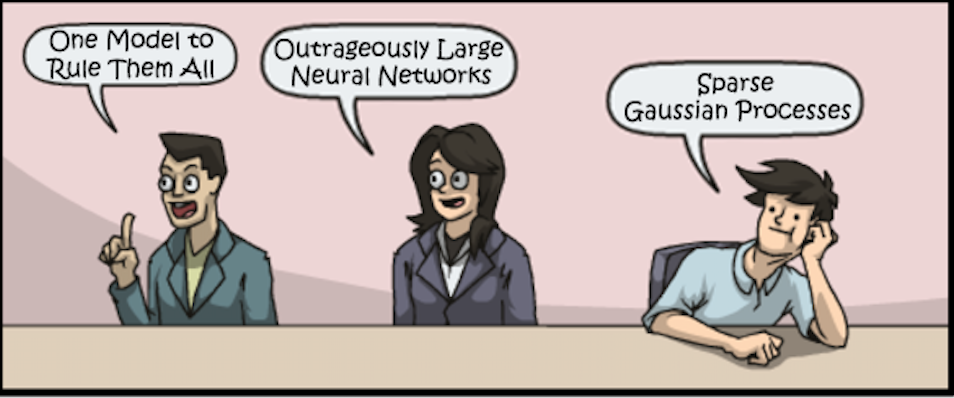 One Model to
Rule Them All
Outrageously Large
Neural Networks
Sparse
Gaussian Processes